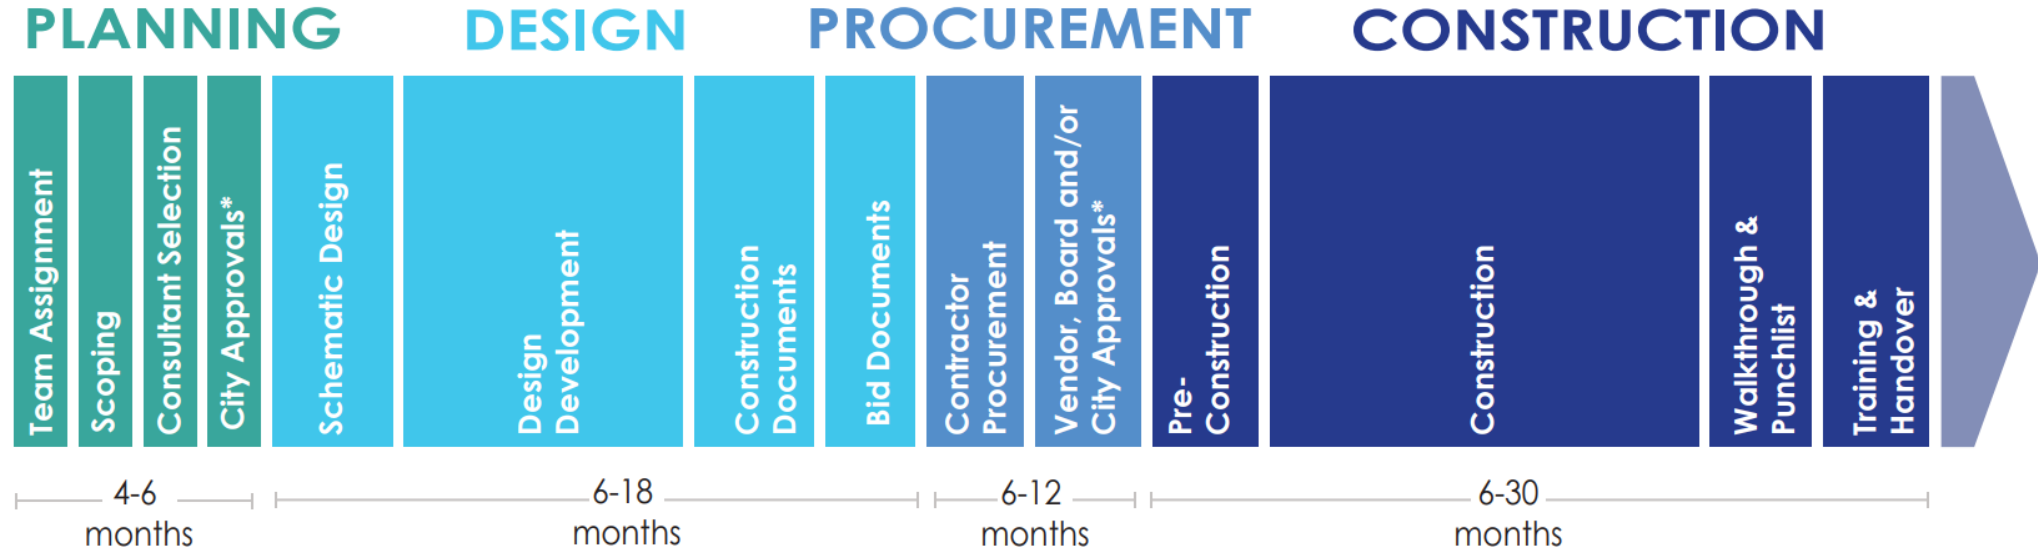 PLANNING
DESIGN
PROCUREMENT
CONSTRUCTION
Team Assignment
Scoping
Consultant Selection
City Approvals*
Schematic Design
Design
Development
Construction
Documents
Bid Documents
Contractor
Procurement
Vendor, Board and/or
City Approvals*
Pre-
Construction
Construction
Walkthrough &
Punchlist
Training &
Handover
4-6
months
6-18
months
6-12
months
6-30
months